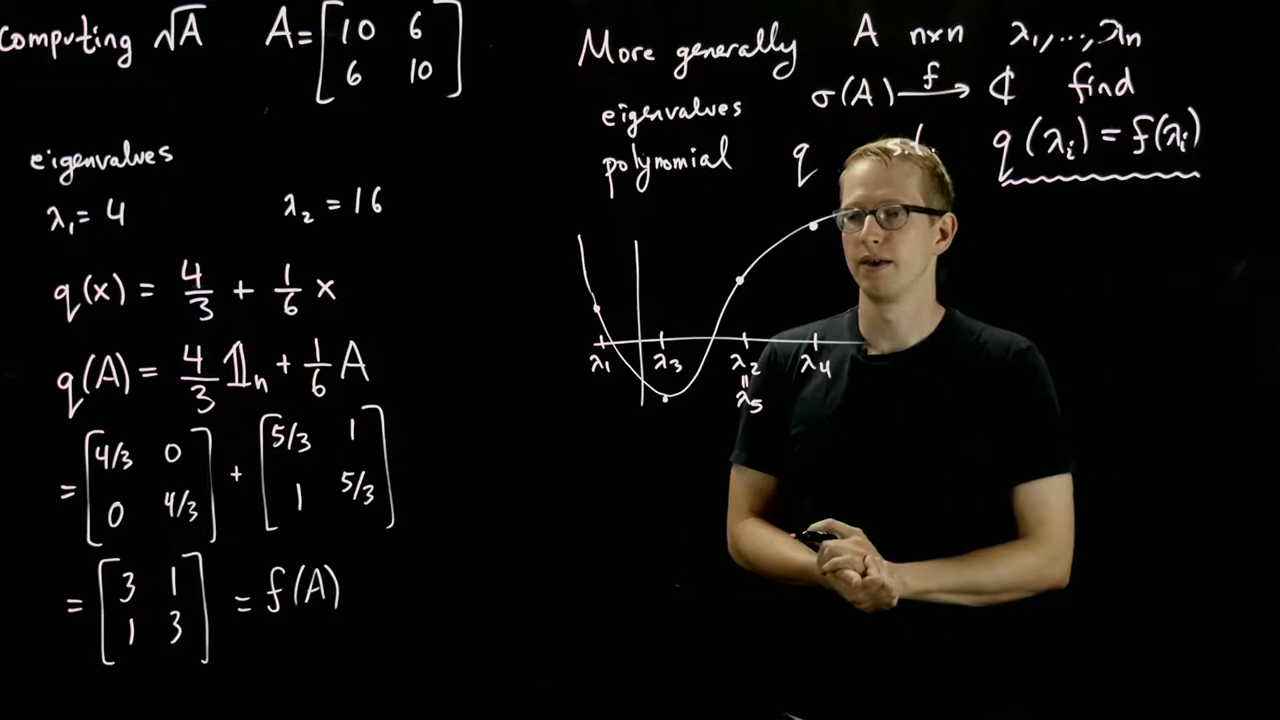 Computing √A A = [10 6; 6 10]
eigenvalues
λ₁ = 4 λ₂ = 16
q(x) = 4/3 + 1/6 x
q(A) = 4/3 𝟙ₙ + 1/6 A
= [4/3 0; 0 4/3] + [5/3 1; 1 5/3]
= [3 1; 1 3] = f(A)
More generally A n×n λ₁,...,λₙ
eigenvalues σ(A) —f→ ℂ find
polynomial q s.t. q(λᵢ) = f(λᵢ)
λ₁ λ₃ λ₂ λ₄
=
λ₅